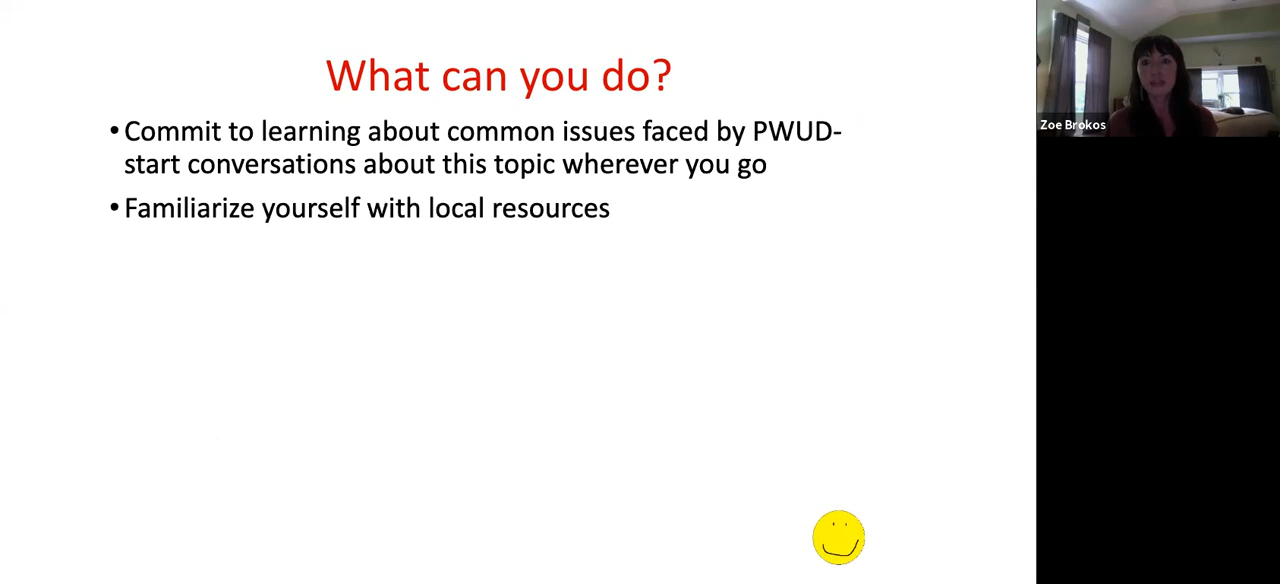 What can you do?
• Commit to learning about common issues faced by PWUD-
start conversations about this topic wherever you go
• Familiarize yourself with local resources
Zoe Brokos